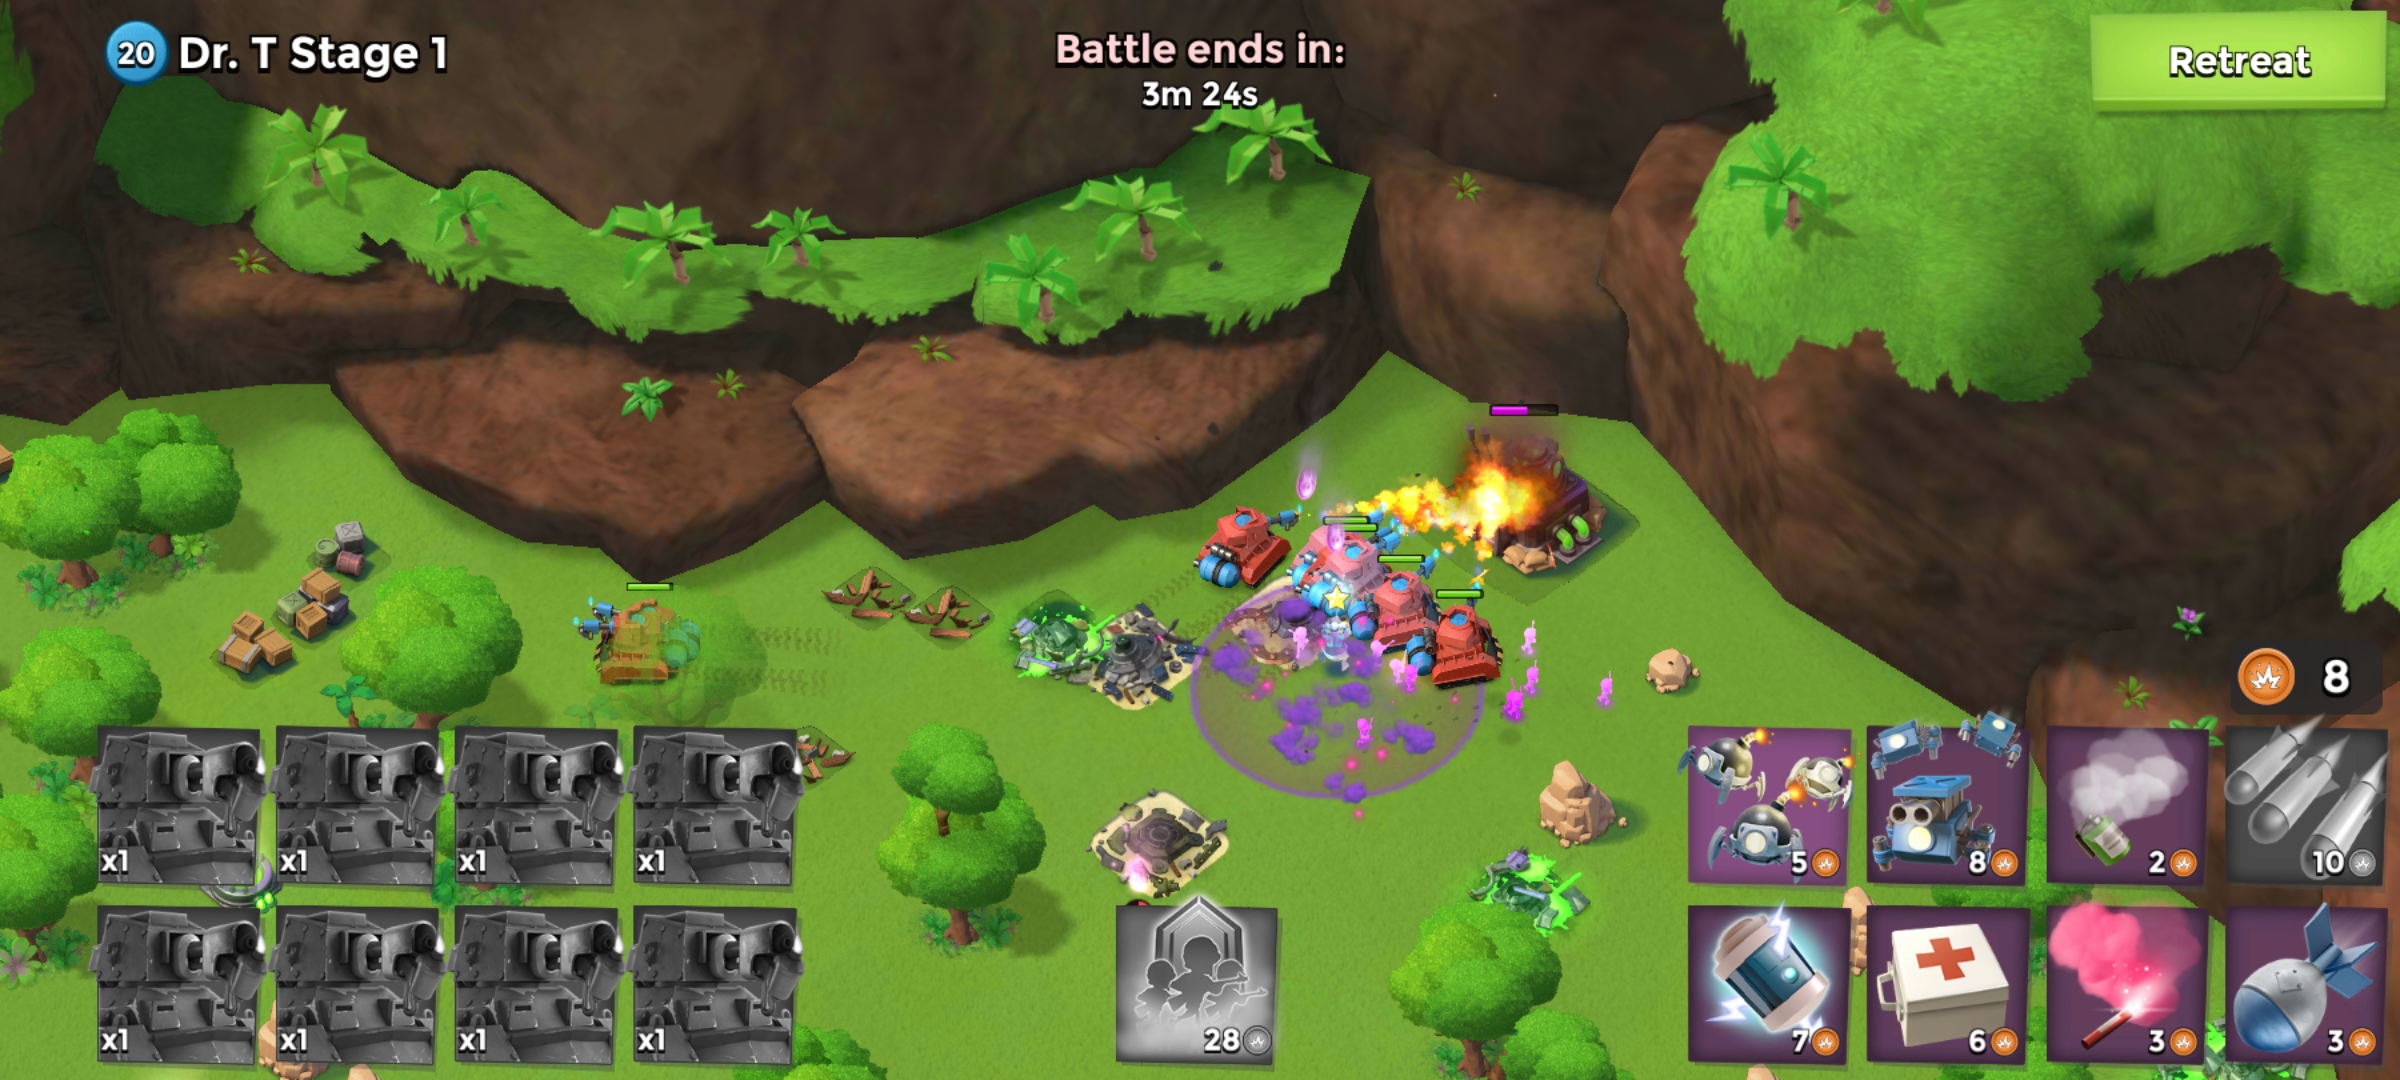 20 Dr. T Stage 1
Battle ends in:
3m 24s
Retreat
8
x1 x1 x1 x1
5 8 2 10
x1 x1 x1 x1
28
7 6 3 3